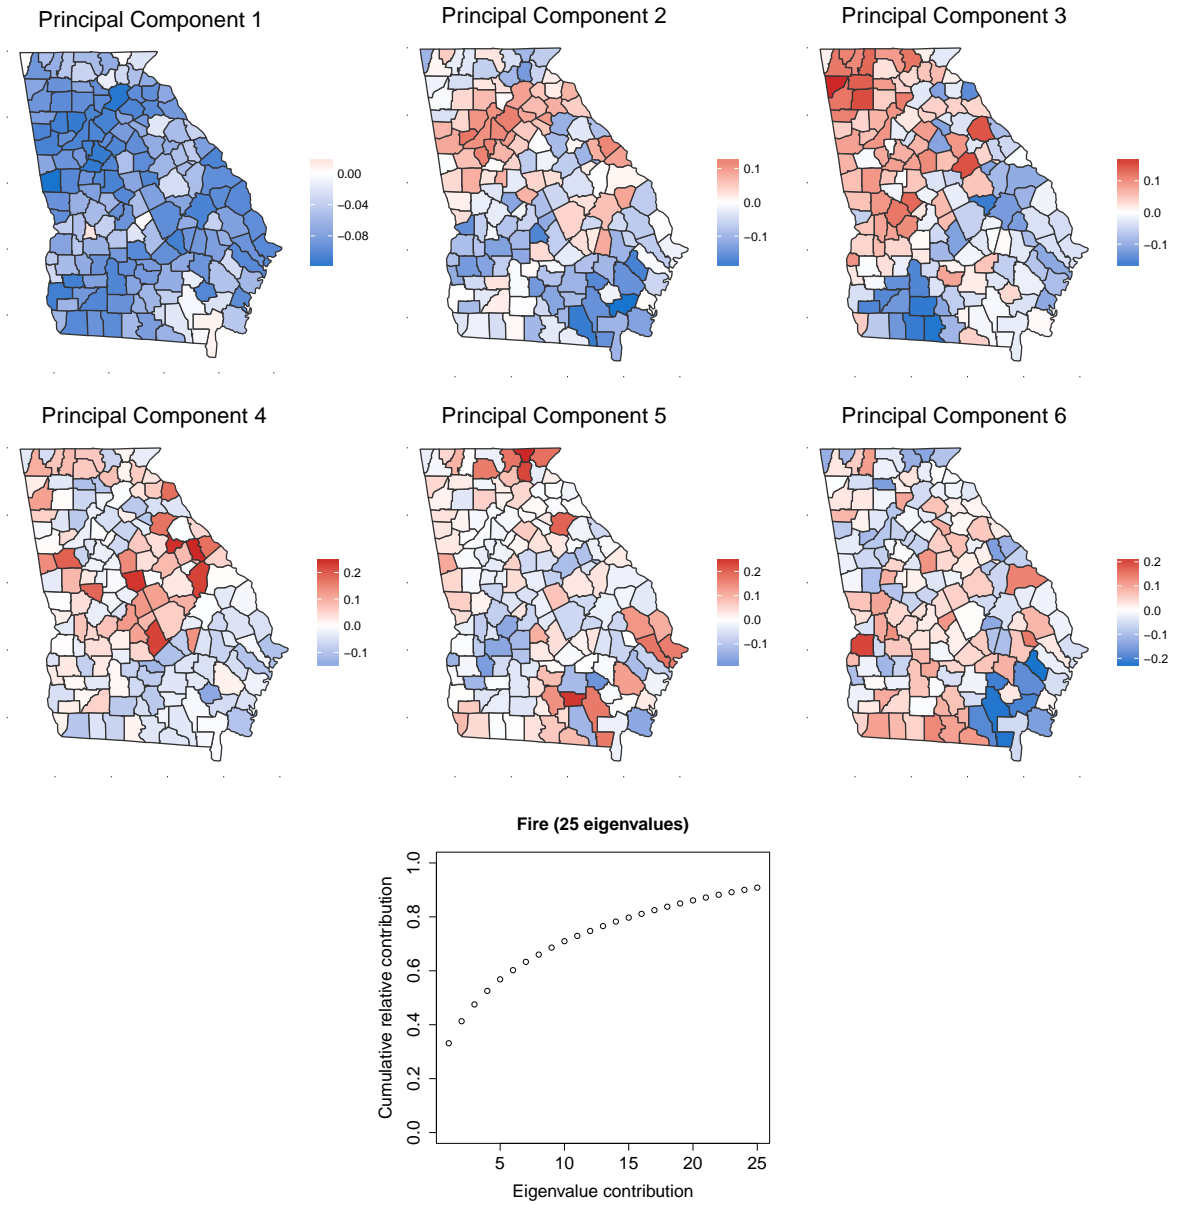 Principal Component 1
Principal Component 2
Principal Component 3
0.00
−0.04
−0.08
0.1
0.0
−0.1
0.1
0.0
−0.1
Principal Component 4
Principal Component 5
Principal Component 6
0.2
0.1
0.0
−0.1
0.2
0.1
0.0
−0.1
0.2
0.1
0.0
−0.1
−0.2
Fire (25 eigenvalues)
Cumulative relative contribution
1.0
0.8
0.6
0.4
0.2
0.0
5 10 15 20 25
Eigenvalue contribution